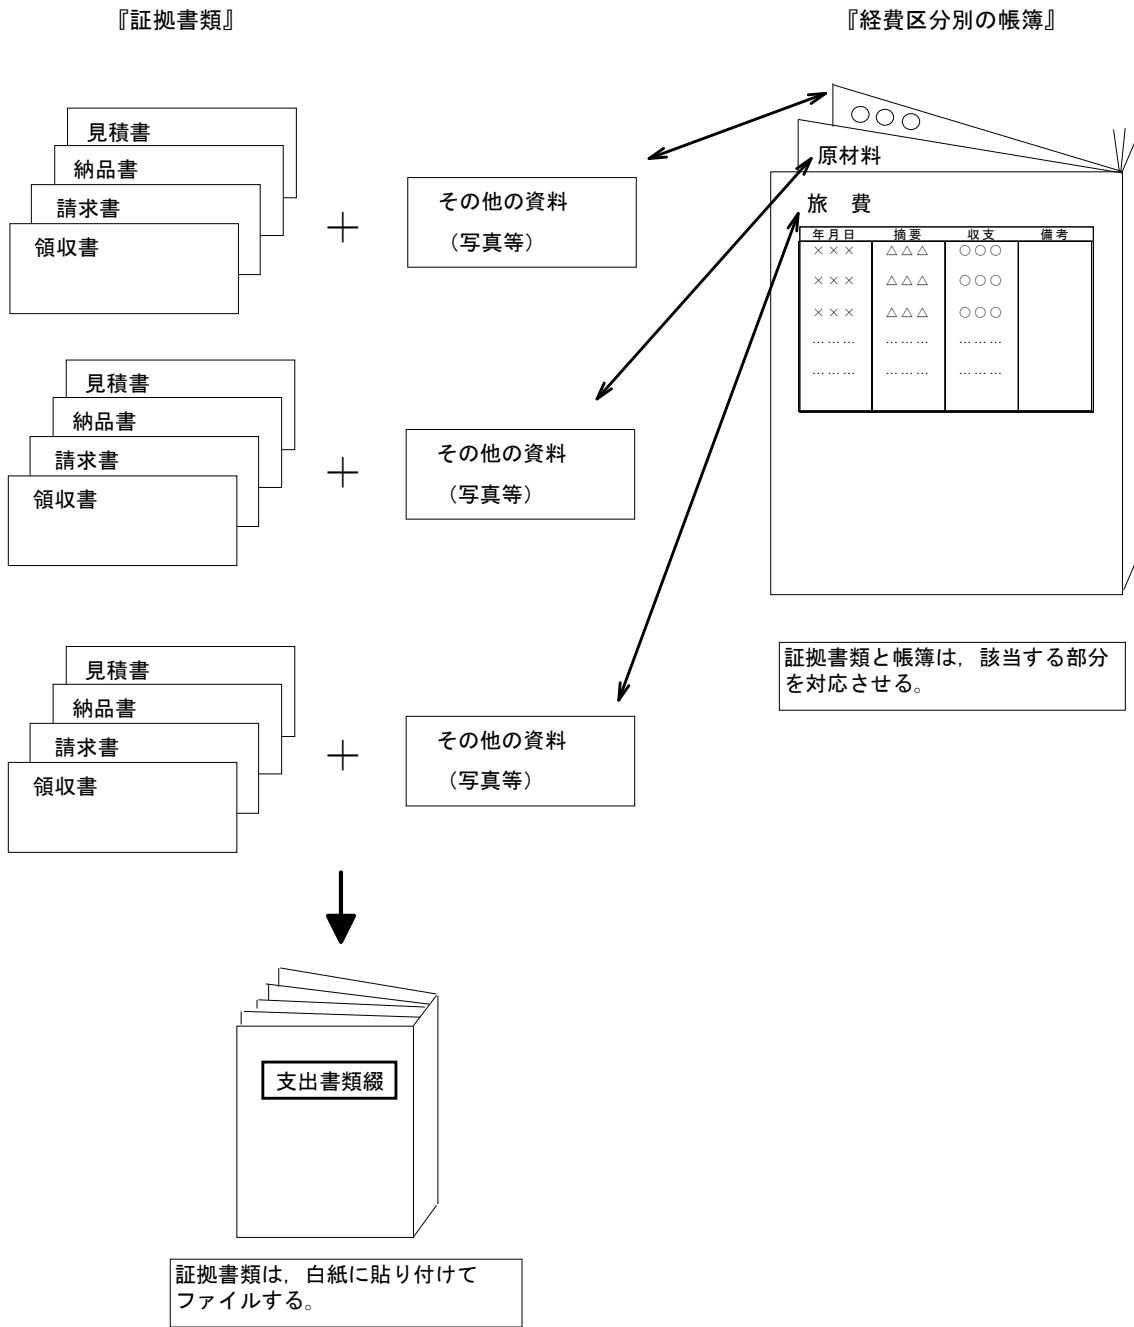 『証拠書類』
『経費区分別の帳簿』
見積書
納品書
請求書
領収書
＋
その他の資料
（写真等）
○○○
原材料
旅　費
年月日 摘要 収支 備考
××× △△△ ○○○
××× △△△ ○○○
××× △△△ ○○○
……… ……… ………
……… ……… ………
見積書
納品書
請求書
領収書
＋
その他の資料
（写真等）
証拠書類と帳簿は，該当する部分
を対応させる。
見積書
納品書
請求書
領収書
＋
その他の資料
（写真等）
支出書類綴
証拠書類は，白紙に貼り付けて
ファイルする。